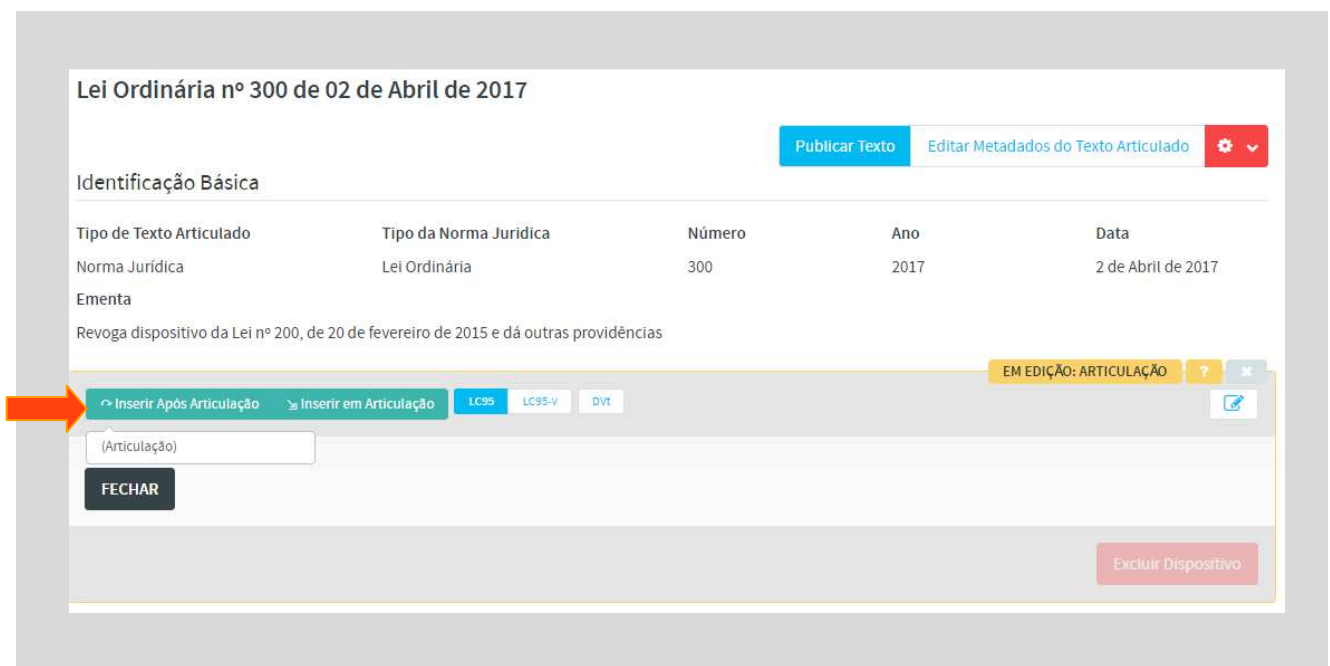 Lei Ordinária nº 300 de 02 de Abril de 2017
Publicar Texto Editar Metadados do Texto Articulado
Identificação Básica
Tipo de Texto Articulado Tipo da Norma Juridica Número Ano Data
Norma Jurídica Lei Ordinária 300 2017 2 de Abril de 2017
Ementa
Revoga dispositivo da Lei nº 200, de 20 de fevereiro de 2015 e dá outras providências
EM EDIÇÃO: ARTICULAÇÃO ? x
Inserir Após Articulação Inserir em Articulação LC95 LC95-v DVt
(Articulação)
FECHAR
Excluir Dispositivo